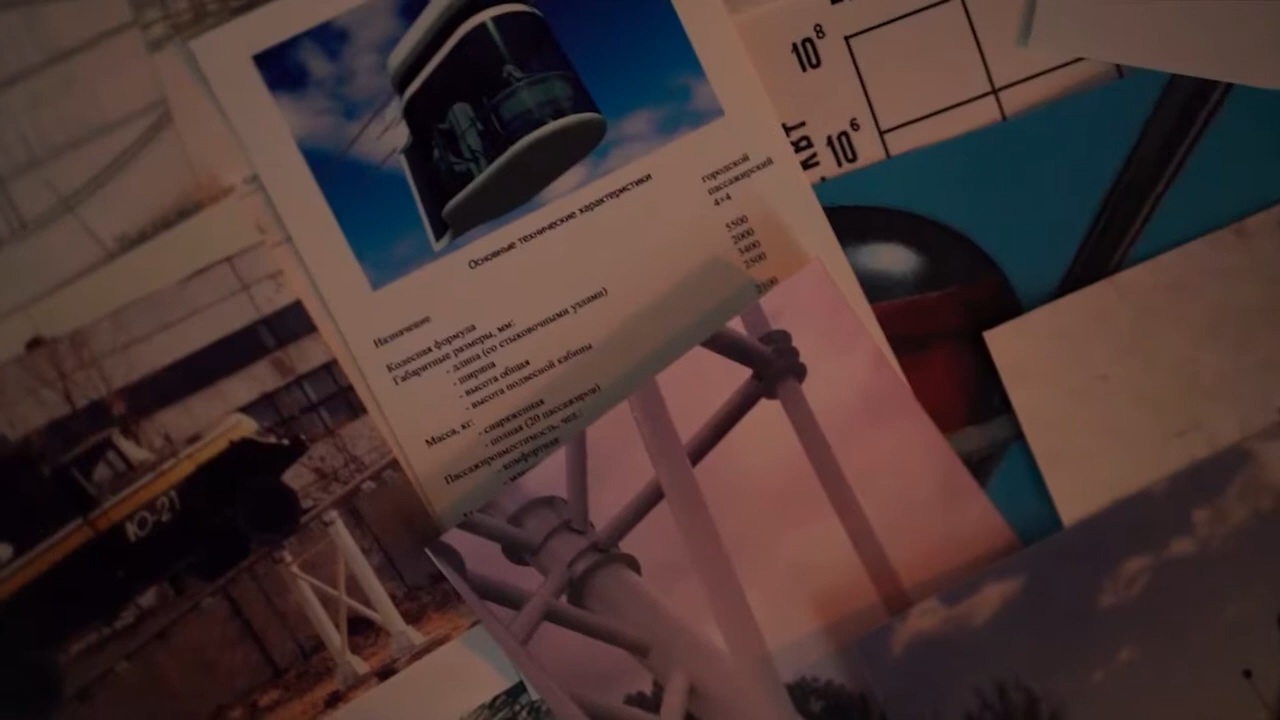 10⁸
10⁶
кВт
Основные технические характеристики
Назначение
городской
пассажирский
Колесная формула
4×4
Габаритные размеры, мм:
- длина (со стыковочными узлами)
5500
- ширина
2000
- высота общая
3400
- высота подвесной кабины
2500
Масса, кг:
- снаряженная
2100
- полная (20 пассажиров)
Пассажировместимость, чел.:
- комфортная
Ю-21